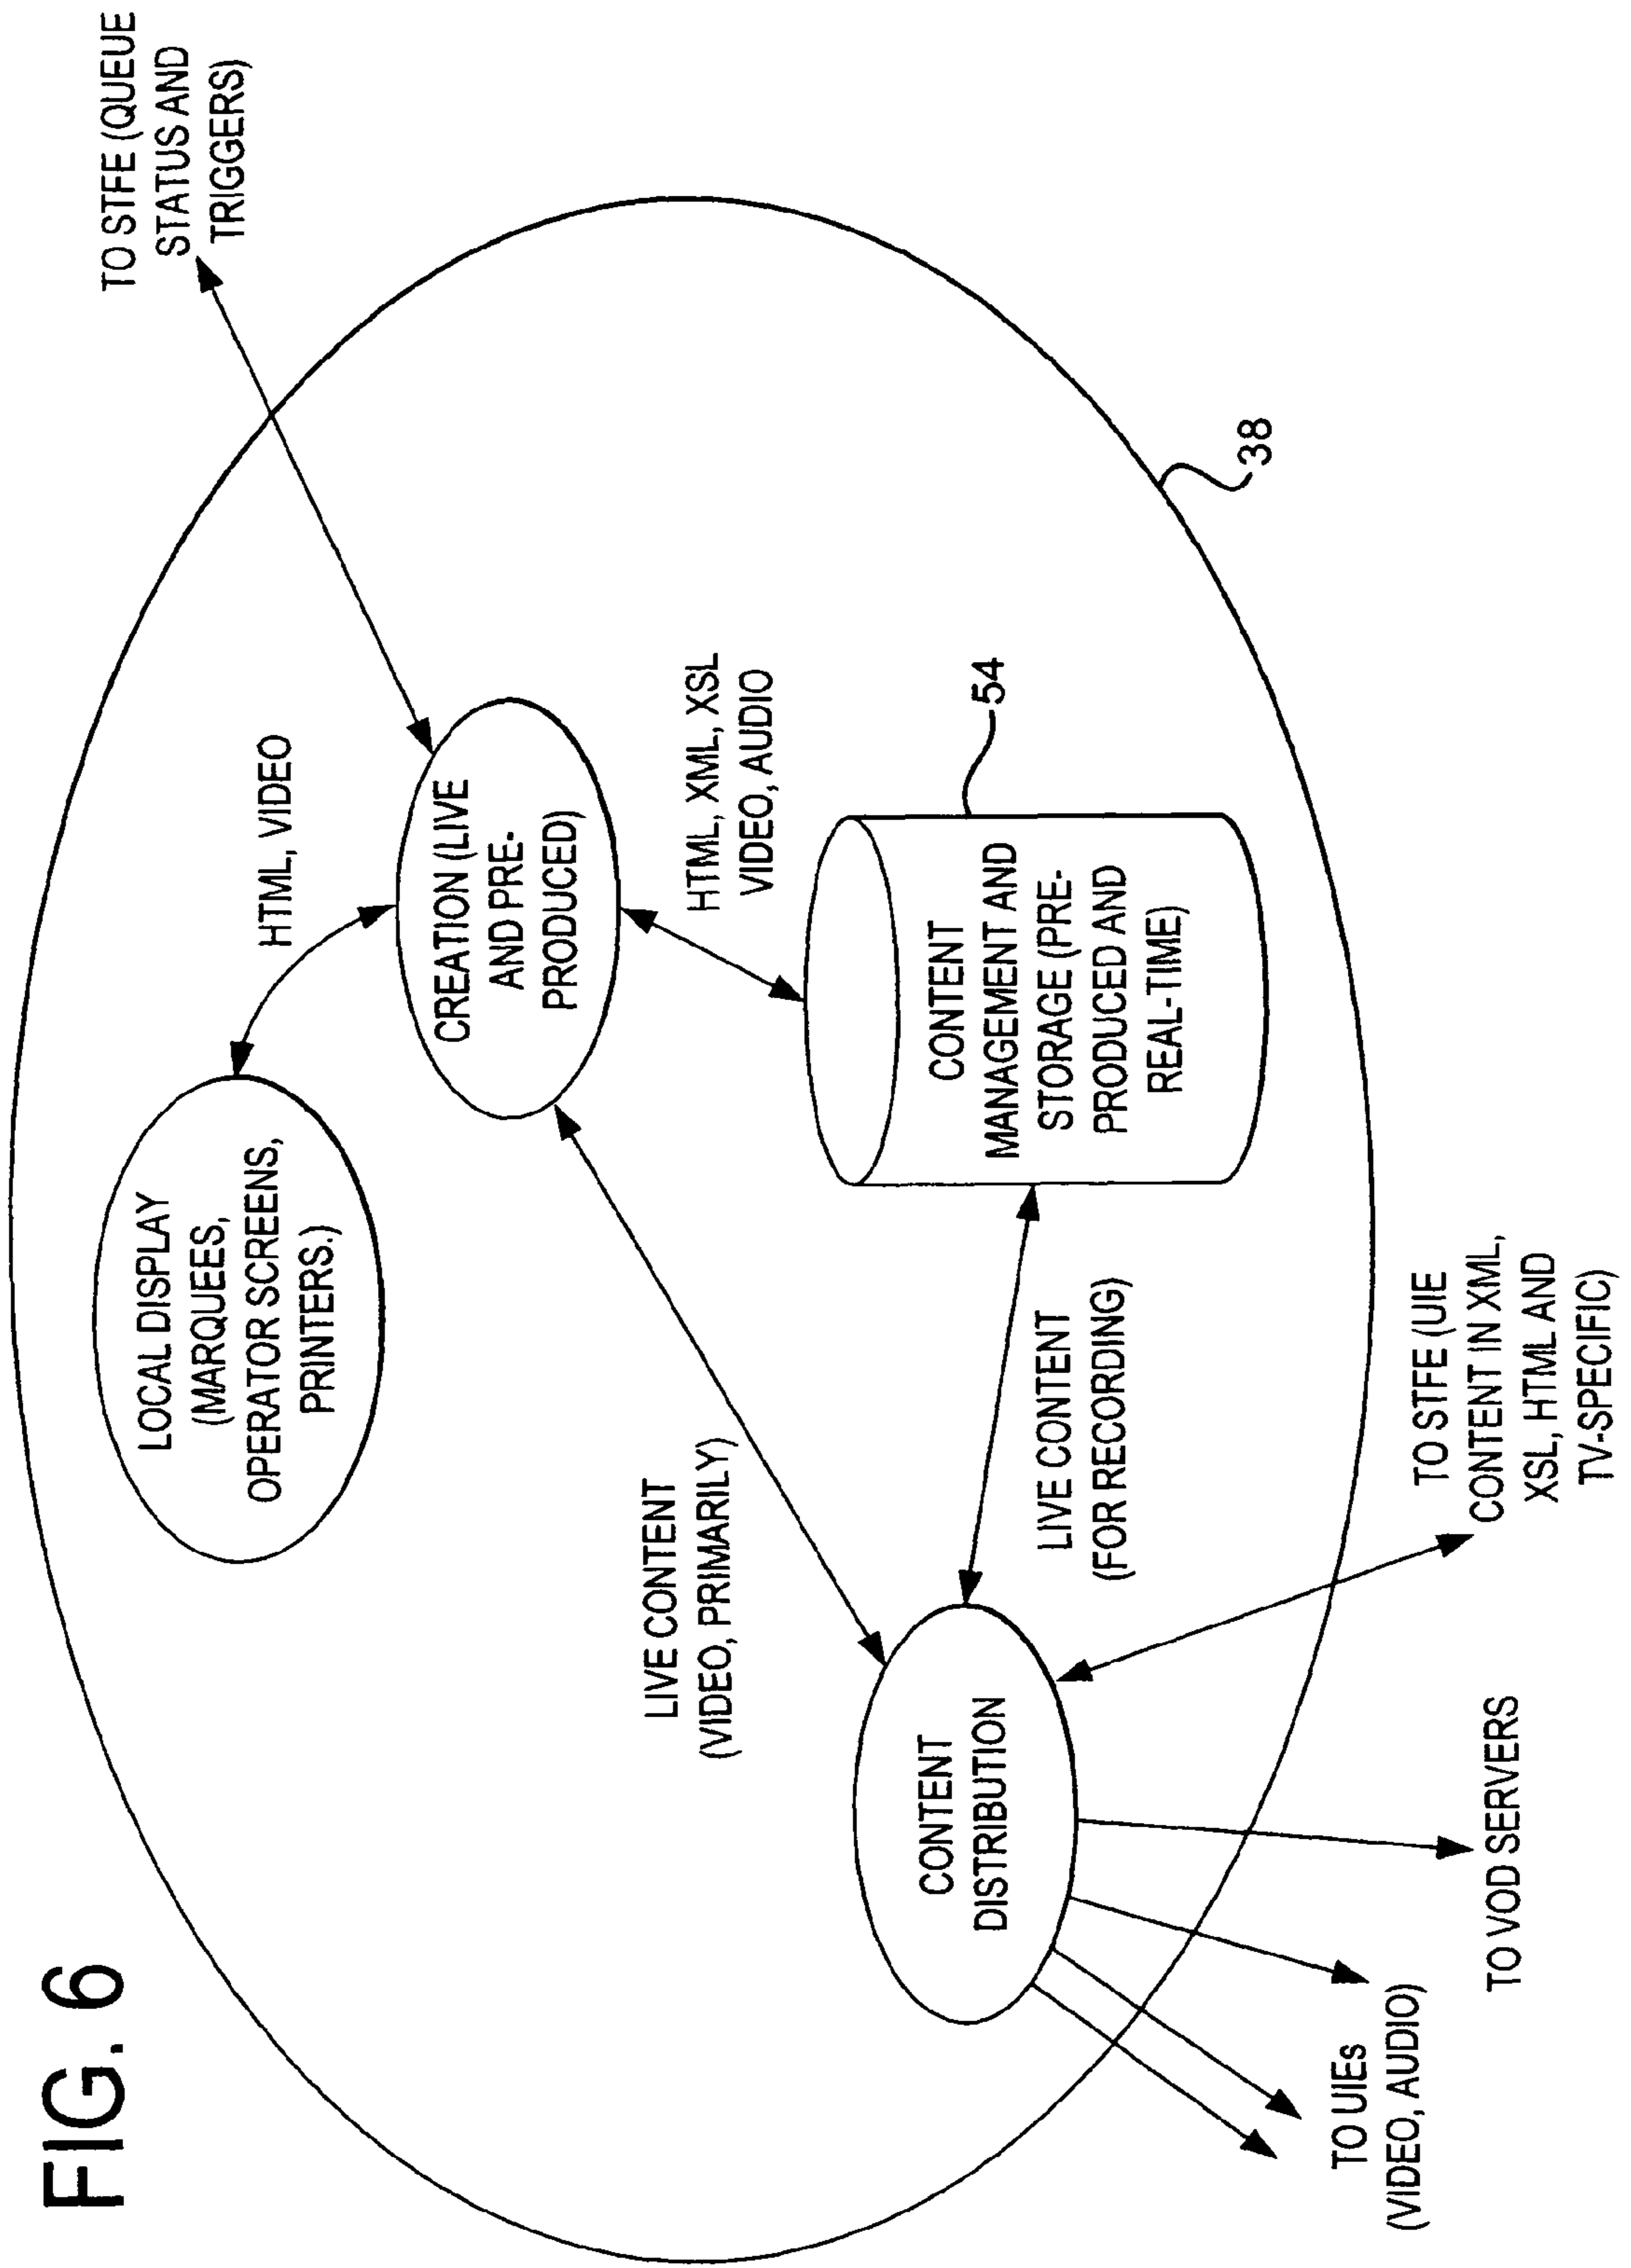 FIG. 6
TO STFE (QUEUE
STATUS AND
TRIGGERS)
LOCAL DISPLAY
(MARQUEES,
OPERATOR SCREENS,
PRINTERS.)
HTML, VIDEO
CREATION (LIVE
AND PRE-
PRODUCED)
LIVE CONTENT
(VIDEO, PRIMARILY)
HTML, XML, XSL
VIDEO, AUDIO
54
CONTENT
MANAGEMENT AND
STORAGE (PRE-
PRODUCED AND
REAL-TIME)
CONTENT
DISTRIBUTION
LIVE CONTENT
(FOR RECORDING)
38
TO UIEs
(VIDEO, AUDIO)
TO VOD SERVERS
TO STFE (UIE
CONTENT IN XML,
XSL, HTML AND
TV-SPECIFIC)